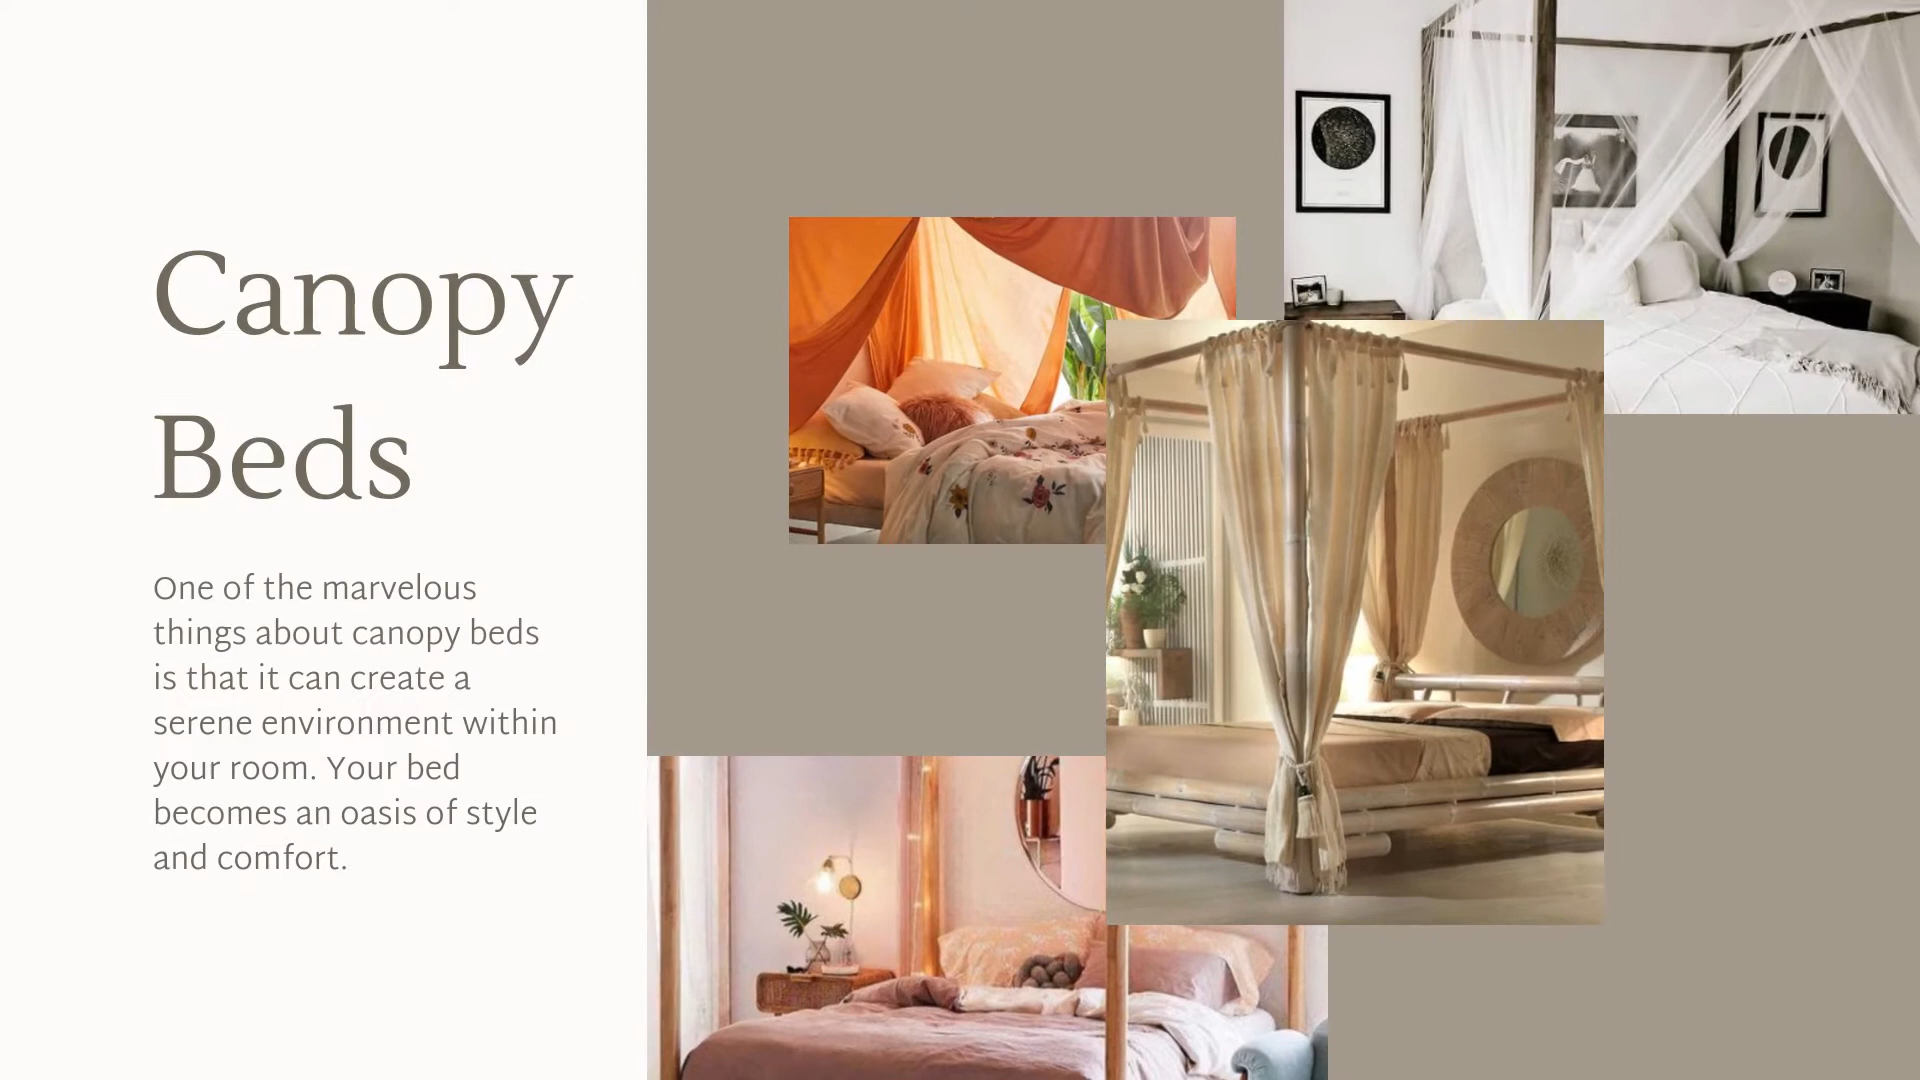 Canopy
Beds
One of the marvelous
things about canopy beds
is that it can create a
serene environment within
your room. Your bed
becomes an oasis of style
and comfort.